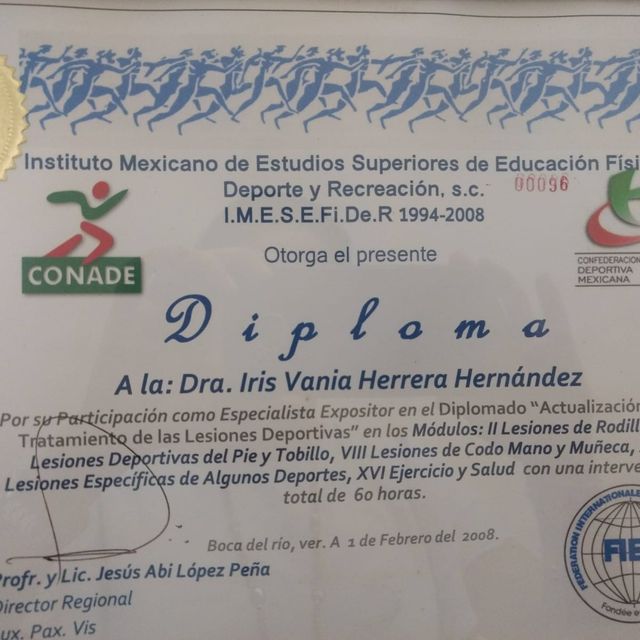 Instituto Mexicano de Estudios Superiores de Educación Físi
Deporte y Recreación, s.c.
00096
I.M.E.S.E.Fi.De.R 1994-2008
CONADE
CONFEDERACION
DEPORTIVA
MEXICANA
Otorga el presente
Diploma
A la: Dra. Iris Vania Herrera Hernández
Por su Participación como Especialista Expositor en el Diplomado "Actualización
Tratamiento de las Lesiones Deportivas" en los Módulos: II Lesiones de Rodill
Lesiones Deportivas del Pie y Tobillo, VIII Lesiones de Codo Mano y Muñeca,
Lesiones Específicas de Algunos Deportes, XVI Ejercicio y Salud con una interve
total de 60 horas.
Boca del río, ver. A 1 de Febrero del 2008.
Profr. y Lic. Jesús Abi López Peña
Director Regional
ux. Pax. Vis
FEDERATION INTERNATIONALE
FIE
Fondée e